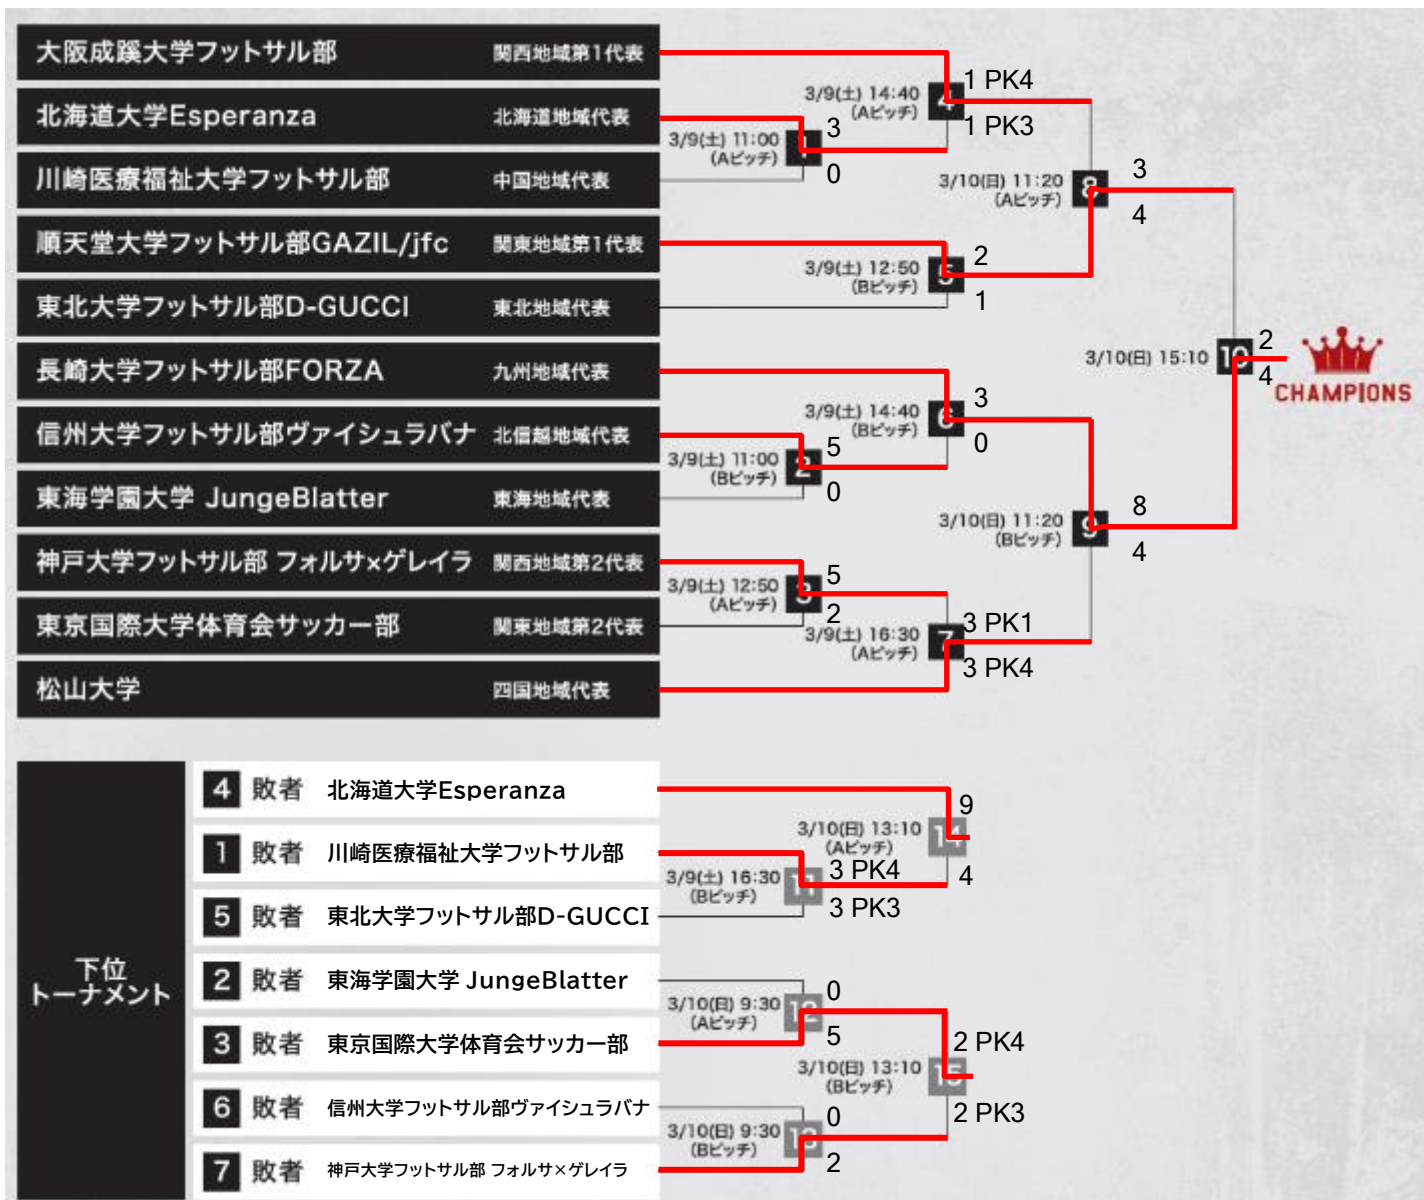 大阪成蹊大学フットサル部 関西地域第1代表
北海道大学Esperanza 北海道地域代表
川崎医療福祉大学フットサル部 中国地域代表
順天堂大学フットサル部GAZIL/jfc 関東地域第1代表
東北大学フットサル部D-GUCCI 東北地域代表
長崎大学フットサル部FORZA 九州地域代表
信州大学フットサル部ヴァイシュラバナ 北信越地域代表
東海学園大学 JungeBlatter 東海地域代表
神戸大学フットサル部 フォルサ×ゲレイラ 関西地域第2代表
東京国際大学体育会サッカー部 関東地域第2代表
松山大学 四国地域代表
3/9(土) 11:00
(Aピッチ)
1
3
0
3/9(土) 11:00
(Bピッチ)
2
5
0
3/9(土) 12:50
(Aピッチ)
3
5
2
3/9(土) 14:40
(Aピッチ)
4
1 PK4
1 PK3
3/9(土) 12:50
(Bピッチ)
5
2
1
3/9(土) 14:40
(Bピッチ)
6
3
0
3/9(土) 16:30
(Aピッチ)
7
3 PK1
3 PK4
3/10(日) 11:20
(Aピッチ)
8
3
4
3/10(日) 11:20
(Bピッチ)
9
8
4
3/10(日) 15:10
10
2
4
CHAMPIONS
下位
トーナメント
4 敗者 北海道大学Esperanza
1 敗者 川崎医療福祉大学フットサル部
5 敗者 東北大学フットサル部D-GUCCI
2 敗者 東海学園大学 JungeBlatter
3 敗者 東京国際大学体育会サッカー部
6 敗者 信州大学フットサル部ヴァイシュラバナ
7 敗者 神戸大学フットサル部 フォルサ×ゲレイラ
3/9(土) 16:30
(Bピッチ)
11
3 PK4
3 PK3
3/10(日) 13:10
(Aピッチ)
14
9
4
3/10(日) 9:30
(Aピッチ)
12
0
5
3/10(日) 9:30
(Bピッチ)
13
0
2
3/10(日) 13:10
(Bピッチ)
15
2 PK4
2 PK3